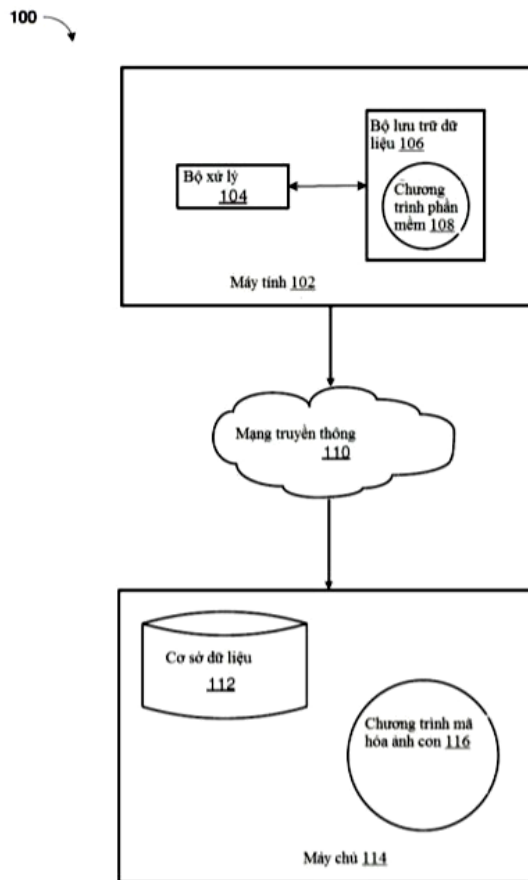 100
Bộ lưu trữ dữ
liệu 106
Bộ xử lý
104
Chương
trình phần
mềm 108
Máy tính 102
Mạng truyền thông
110
Cơ sở dữ liệu
112
Chương trình mã
hóa ảnh con 116
Máy chủ 114